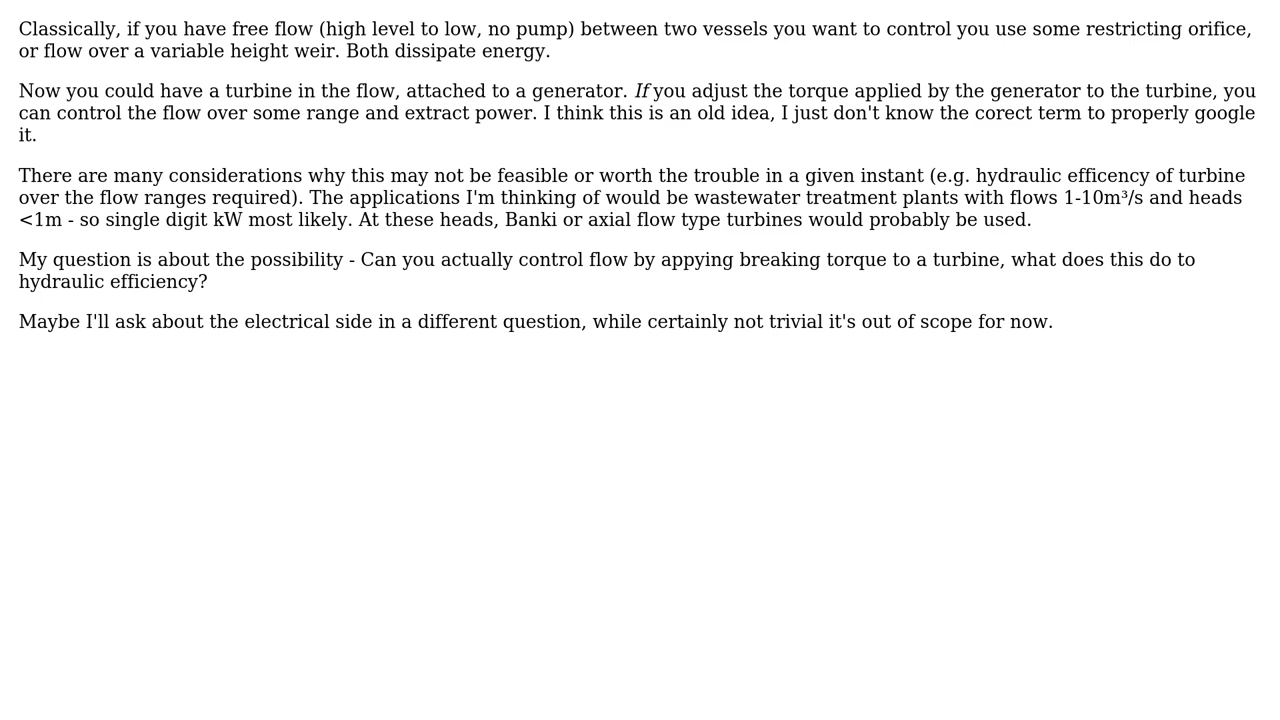 Classically, if you have free flow (high level to low, no pump) between two vessels you want to control you use some restricting orifice,
or flow over a variable height weir. Both dissipate energy.
Now you could have a turbine in the flow, attached to a generator. If you adjust the torque applied by the generator to the turbine, you
can control the flow over some range and extract power. I think this is an old idea, I just don't know the corect term to properly google
it.
There are many considerations why this may not be feasible or worth the trouble in a given instant (e.g. hydraulic efficency of turbine
over the flow ranges required). The applications I'm thinking of would be wastewater treatment plants with flows 1-10m³/s and heads
<1m - so single digit kW most likely. At these heads, Banki or axial flow type turbines would probably be used.
My question is about the possibility - Can you actually control flow by appying breaking torque to a turbine, what does this do to
hydraulic efficiency?
Maybe I'll ask about the electrical side in a different question, while certainly not trivial it's out of scope for now.